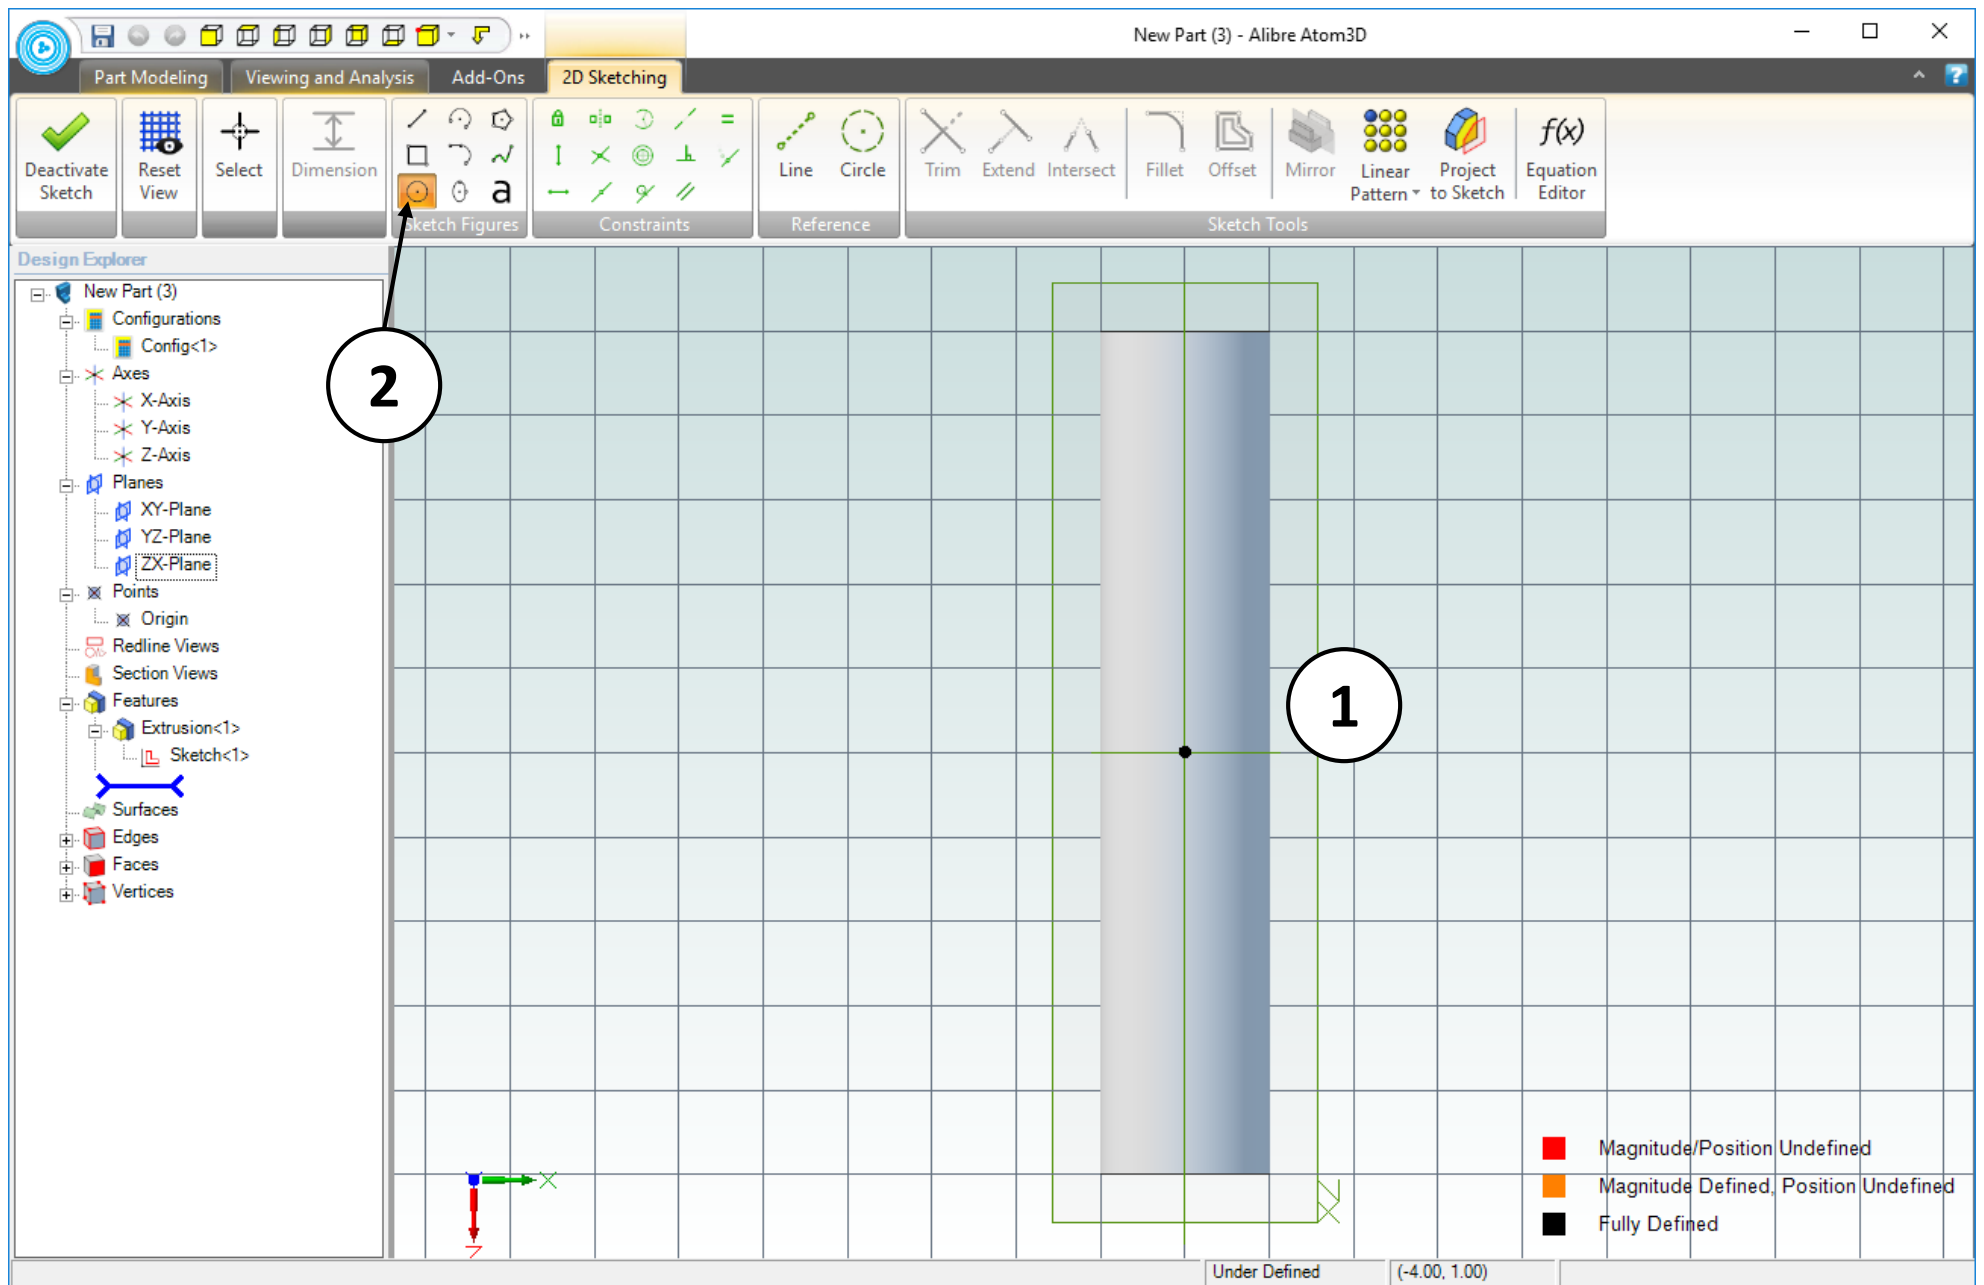 New Part (3) - Alibre Atom3D
Part Modeling
Viewing and Analysis
Add-Ons
2D Sketching
Deactivate
Sketch
Reset
View
Select
Dimension
a
Sketch Figures
Constraints
Line
Circle
Reference
Trim
Extend
Intersect
Fillet
Offset
Mirror
Linear
Pattern
Project
to Sketch
f(x)
Equation
Editor
Sketch Tools
Design Explorer
New Part (3)
Configurations
Config<1>
Axes
X-Axis
Y-Axis
Z-Axis
Planes
XY-Plane
YZ-Plane
ZX-Plane
Points
Origin
Redline Views
Section Views
Features
Extrusion<1>
Sketch<1>
Surfaces
Edges
Faces
Vertices
2
1
X
Z
Magnitude/Position Undefined
Magnitude Defined, Position Undefined
Fully Defined
Under Defined
(-4.00, 1.00)